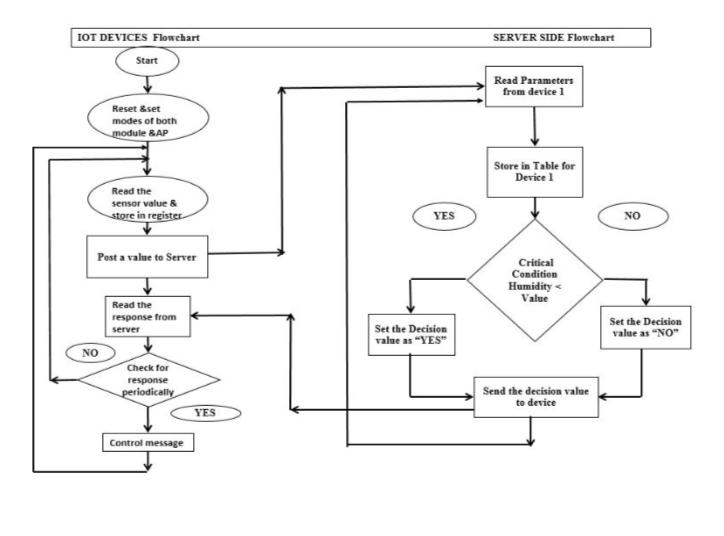 IOT DEVICES Flowchart
SERVER SIDE Flowchart
Start
Reset &set
modes of both
module &AP
Read the
sensor value &
store in register
Post a value to Server
Read the
response from
server
NO
Check for
response
periodically
YES
Control message
Read Parameters
from device 1
Store in Table for
Device 1
YES
NO
Critical
Condition
Humidity <
Value
Set the Decision
value as "YES"
Set the Decision
value as "NO"
Send the decision value
to device